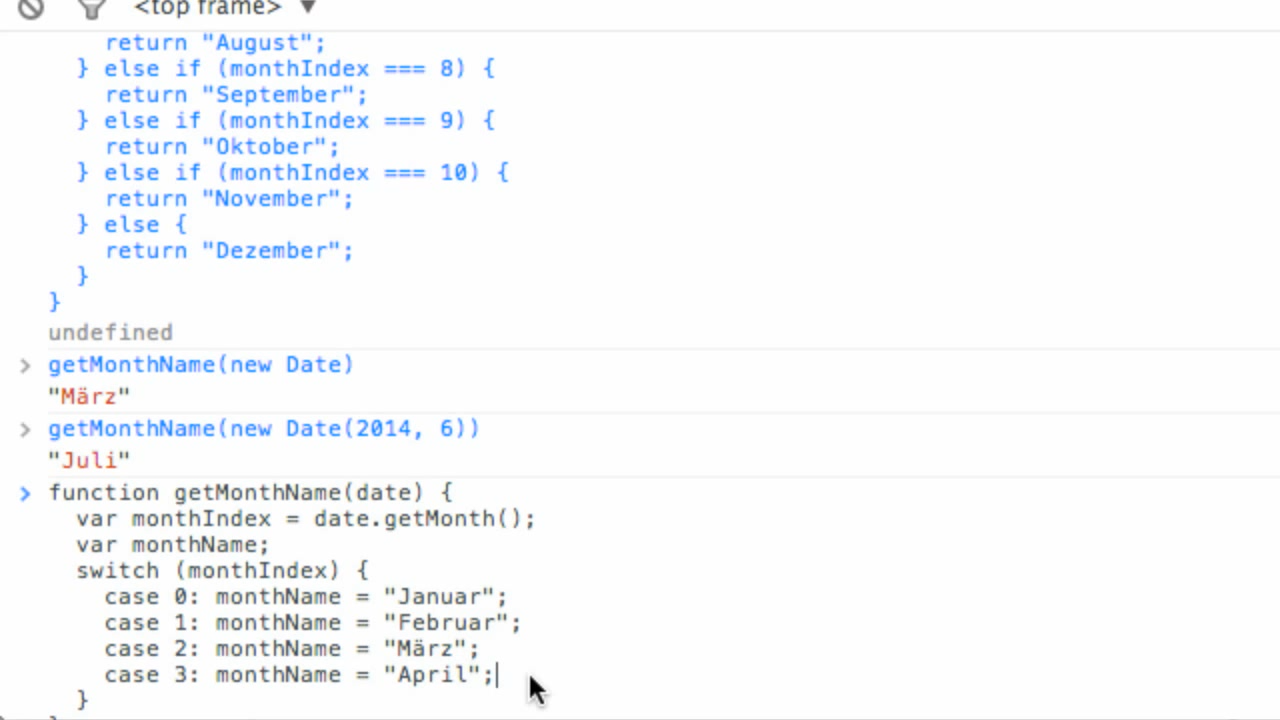 <top frame> ▼
return "August";
} else if (monthIndex === 8) {
return "September";
} else if (monthIndex === 9) {
return "Oktober";
} else if (monthIndex === 10) {
return "November";
} else {
return "Dezember";
}
}
undefined
> getMonthName(new Date)
"März"
> getMonthName(new Date(2014, 6))
"Juli"
> function getMonthName(date) {
var monthIndex = date.getMonth();
var monthName;
switch (monthIndex) {
case 0: monthName = "Januar";
case 1: monthName = "Februar";
case 2: monthName = "März";
case 3: monthName = "April";
}